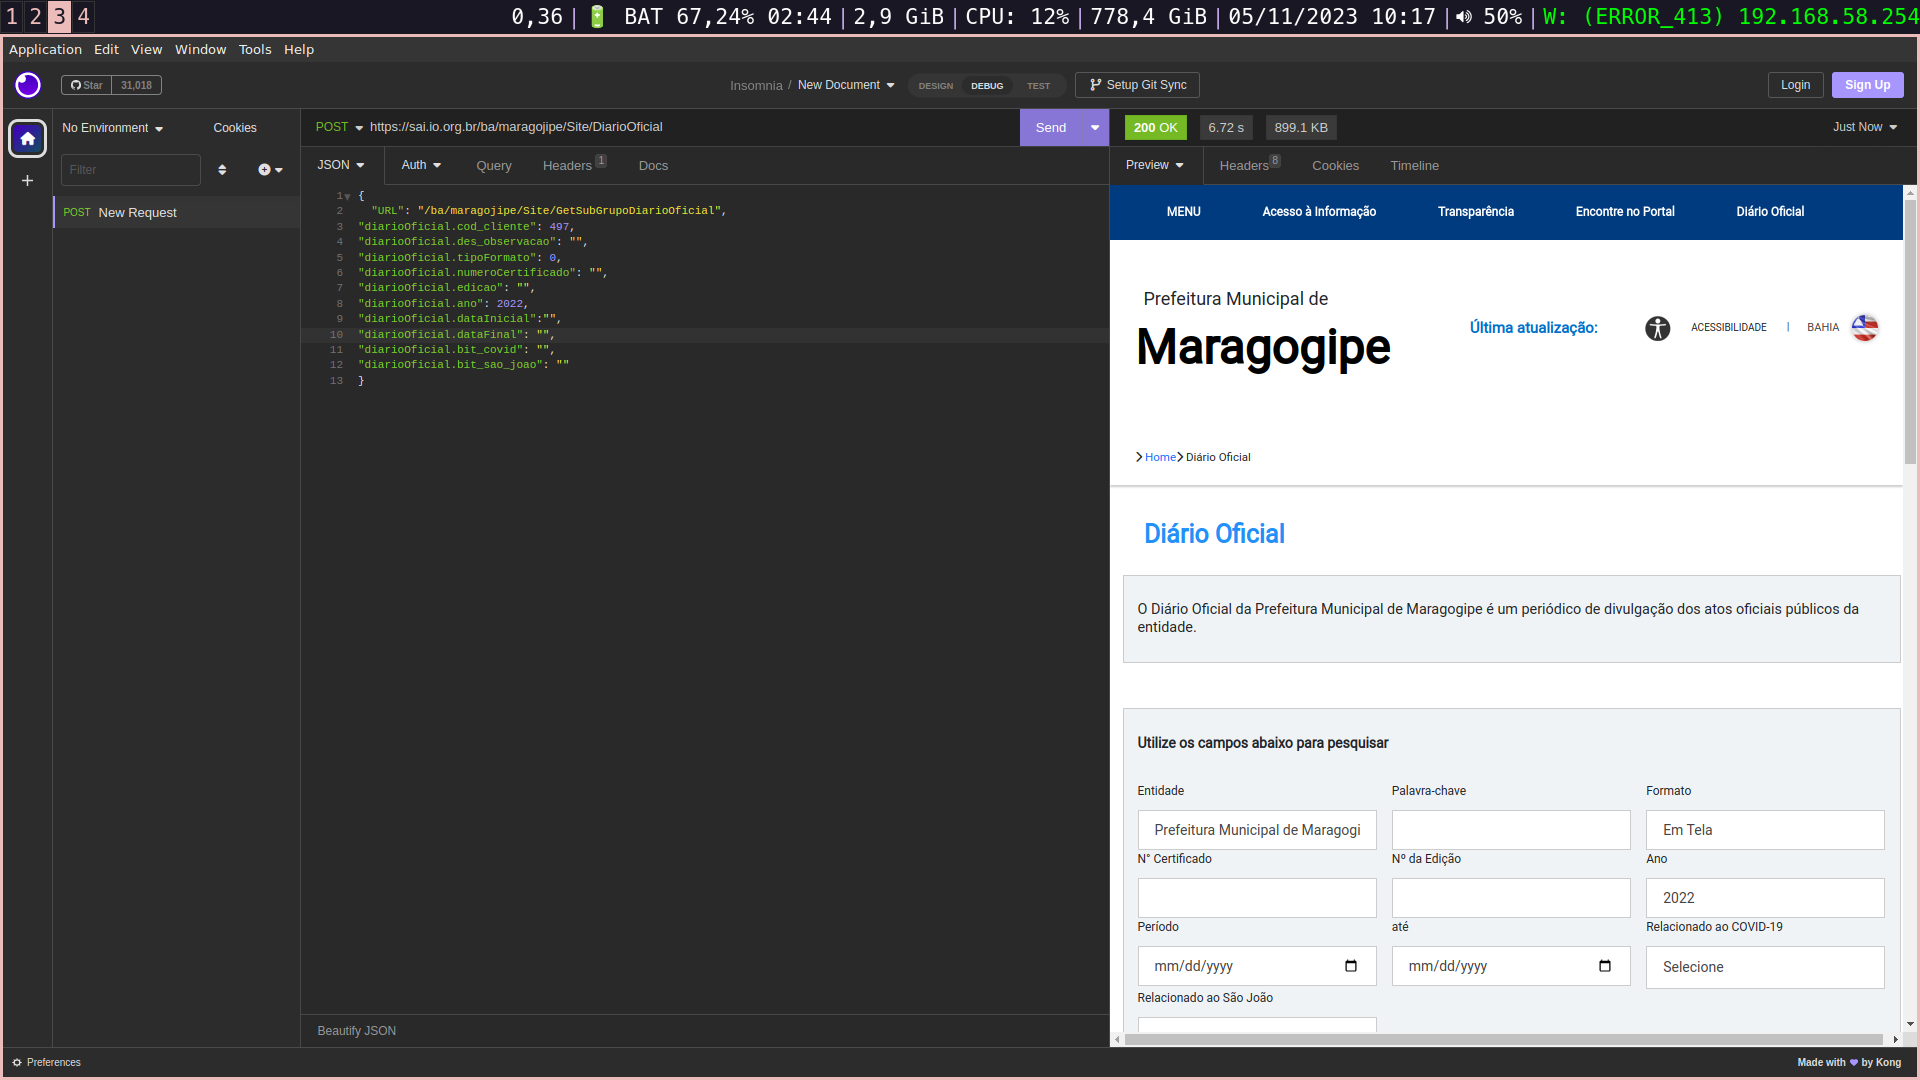 1 2 3 4 0,36 | BAT 67,24% 02:44 | 2,9 GiB | CPU: 12% | 778,4 GiB | 05/11/2023 10:17 | 50% | W: (ERROR_413) 192.168.58.254
Application Edit View Window Tools Help
Star 31,018 Insomnia / New Document DESIGN DEBUG TEST Setup Git Sync Login Sign Up
No Environment Cookies
Filter
POST New Request
POST https://sai.io.org.br/ba/maragojipe/Site/DiarioOficial Send
JSON Auth Query Headers 1 Docs
1 {
2 "URL": "/ba/maragojipe/Site/GetSubGrupoDiarioOficial",
3 "diarioOficial.cod_cliente": 497,
4 "diarioOficial.des_observacao": "",
5 "diarioOficial.tipoFormato": 0,
6 "diarioOficial.numeroCertificado": "",
7 "diarioOficial.edicao": "",
8 "diarioOficial.ano": 2022,
9 "diarioOficial.dataInicial":"",
10 "diarioOficial.dataFinal": "",
11 "diarioOficial.bit_covid": "",
12 "diarioOficial.bit_sao_joao": ""
13 }
Beautify JSON
200 OK 6.72 s 899.1 KB Just Now
Preview Headers 8 Cookies Timeline
MENU Acesso à Informação Transparência Encontre no Portal Diário Oficial
Prefeitura Municipal de
Maragogipe
Última atualização: ACESSIBILIDADE | BAHIA
Home Diário Oficial
Diário Oficial
O Diário Oficial da Prefeitura Municipal de Maragogipe é um periódico de divulgação dos atos oficiais públicos da
entidade.
Utilize os campos abaixo para pesquisar
Entidade Palavra-chave Formato
Prefeitura Municipal de Maragogi Em Tela
N° Certificado Nº da Edição Ano
2022
Período até Relacionado ao COVID-19
mm/dd/yyyy mm/dd/yyyy Selecione
Relacionado ao São João
Preferences Made with by Kong